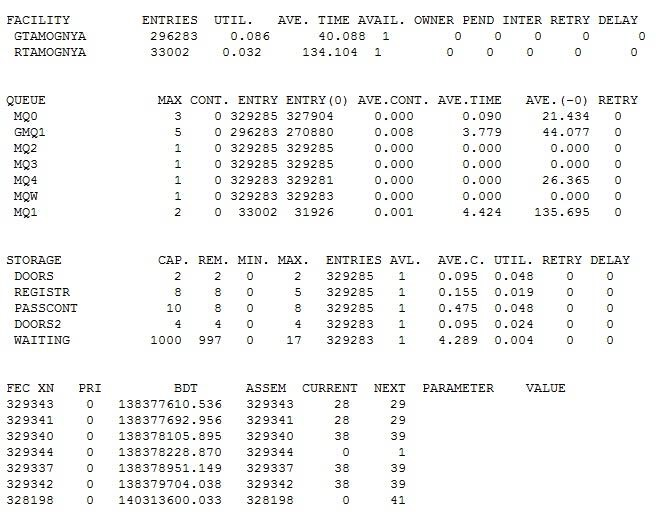 FACILITY ENTRIES UTIL. AVE. TIME AVAIL. OWNER PEND INTER RETRY DELAY
GTAMOGNYA 296283 0.086 40.088 1 0 0 0 0 0
RTAMOGNYA 33002 0.032 134.104 1 0 0 0 0 0
QUEUE MAX CONT. ENTRY ENTRY(0) AVE.CONT. AVE.TIME AVE.(-0) RETRY
MQ0 3 0 329285 327904 0.000 0.090 21.434 0
GMQ1 5 0 296283 270880 0.008 3.779 44.077 0
MQ2 1 0 329285 329285 0.000 0.000 0.000 0
MQ3 1 0 329285 329285 0.000 0.000 0.000 0
MQ4 1 0 329283 329281 0.000 0.000 26.365 0
MQW 1 0 329283 329283 0.000 0.000 0.000 0
MQ1 2 0 33002 31926 0.001 4.424 135.695 0
STORAGE CAP. REM. MIN. MAX. ENTRIES AVL. AVE.C. UTIL. RETRY DELAY
DOORS 2 2 0 2 329285 1 0.095 0.048 0 0
REGISTR 8 8 0 5 329285 1 0.155 0.019 0 0
PASSCONT 10 8 0 8 329285 1 0.475 0.048 0 0
DOORS2 4 4 0 4 329283 1 0.095 0.024 0 0
WAITING 1000 997 0 17 329283 1 4.289 0.004 0 0
FEC XN PRI BDT ASSEM CURRENT NEXT PARAMETER VALUE
329343 0 138377610.536 329343 28 29
329341 0 138377692.956 329341 28 29
329340 0 138378105.895 329340 38 39
329344 0 138378228.870 329344 0 1
329337 0 138378951.149 329337 38 39
329342 0 138379704.038 329342 38 39
328198 0 140313600.033 328198 0 41